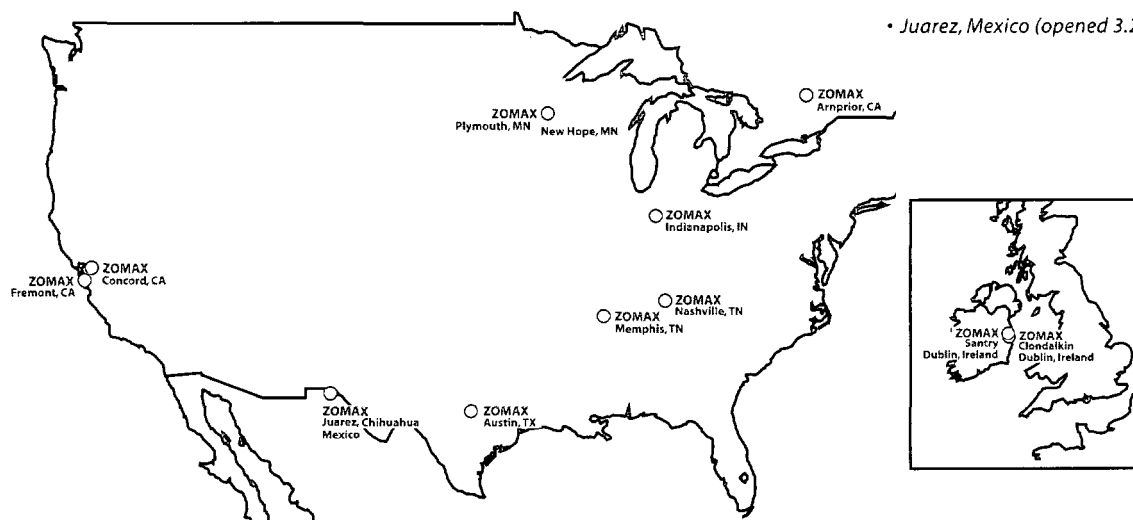 • Juarez, Mexico (opened 3.2
ZOMAX
Arnprior, CA
ZOMAX
Plymouth, MN
New Hope, MN
ZOMAX
Indianapolis, IN
ZOMAX
Concord, CA
ZOMAX
Fremont, CA
ZOMAX
Nashville, TN
ZOMAX
Memphis, TN
ZOMAX
Santry
Dublin, Ireland
ZOMAX
Clondalkin
Dublin, Ireland
ZOMAX
Juarez, Chihuahua
Mexico
ZOMAX
Austin, TX